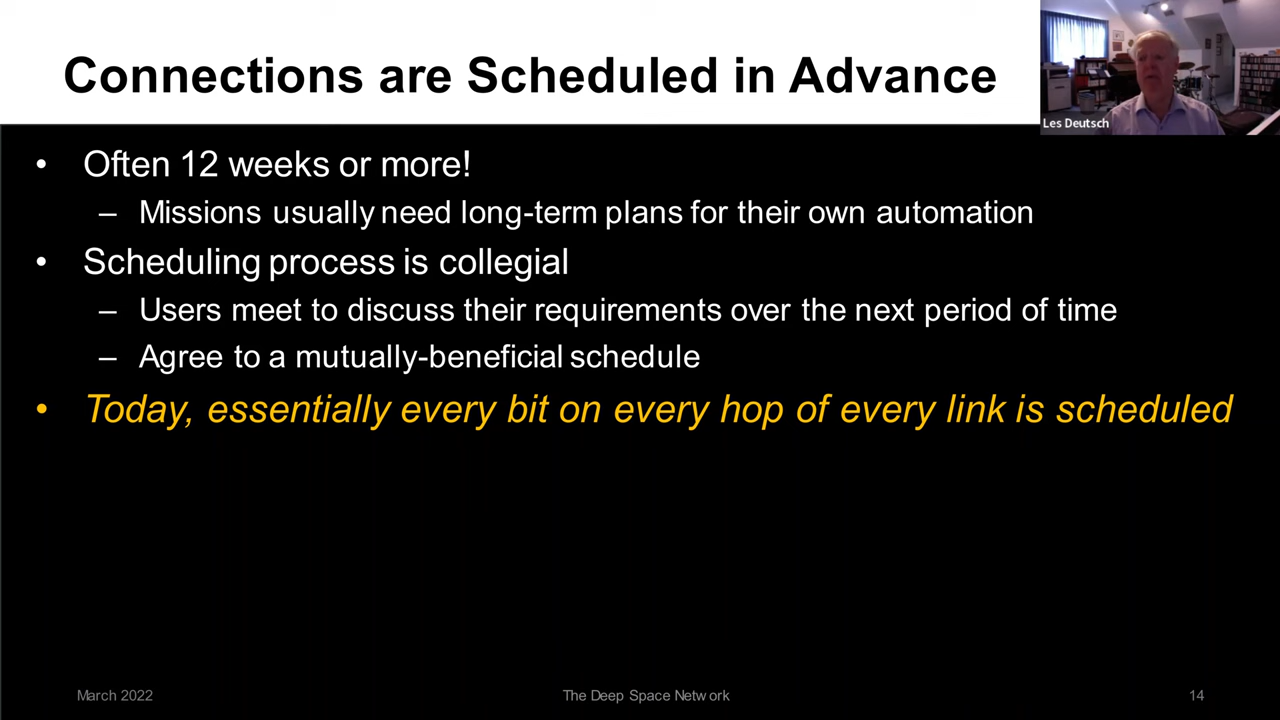 Connections are Scheduled in Advance
Les Deutsch
• Often 12 weeks or more!
– Missions usually need long-term plans for their own automation
• Scheduling process is collegial
– Users meet to discuss their requirements over the next period of time
– Agree to a mutually-beneficial schedule
• Today, essentially every bit on every hop of every link is scheduled
March 2022 The Deep Space Network 14